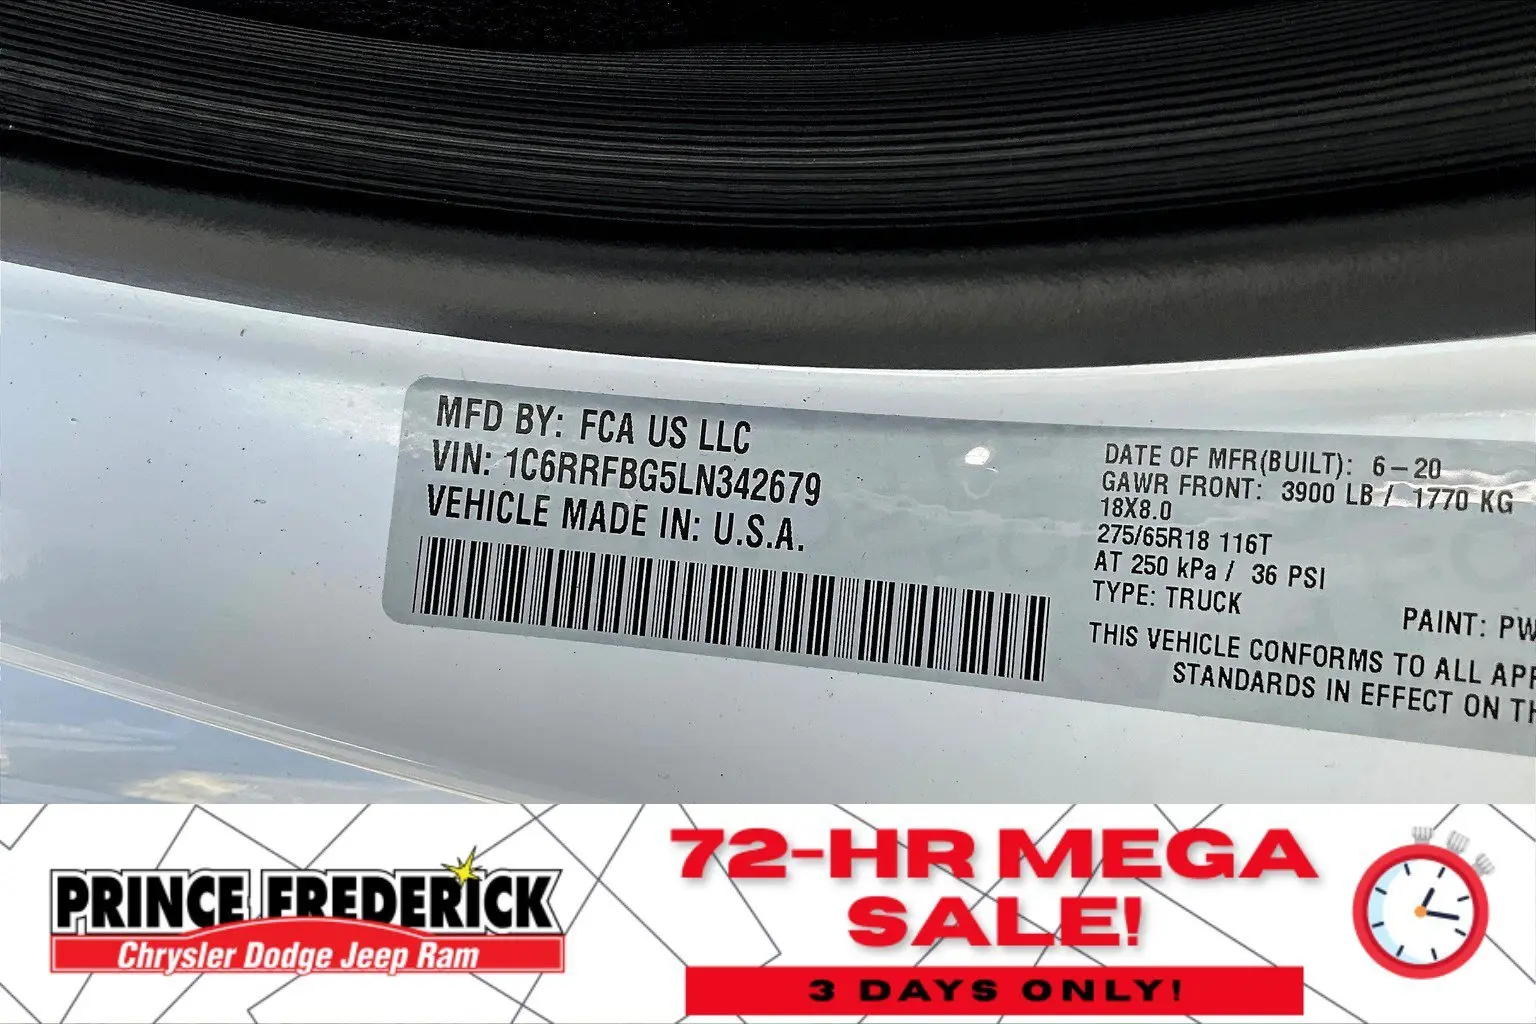 MFD BY: FCA US LLC
VIN: 1C6RRFBG5LN342679
VEHICLE MADE IN: U.S.A.
DATE OF MFR(BUILT): 6-20
GAWR FRONT: 3900 LB / 1770 KG
18X8.0
275/65R18 116T
AT 250 kPa / 36 PSI
TYPE: TRUCK
PAINT: PW
THIS VEHICLE CONFORMS TO ALL
STANDARDS IN EFFECT ON
PRINCE FREDERICK
Chrysler Dodge Jeep Ram
72-HR MEGA
SALE!
3 DAYS ONLY!